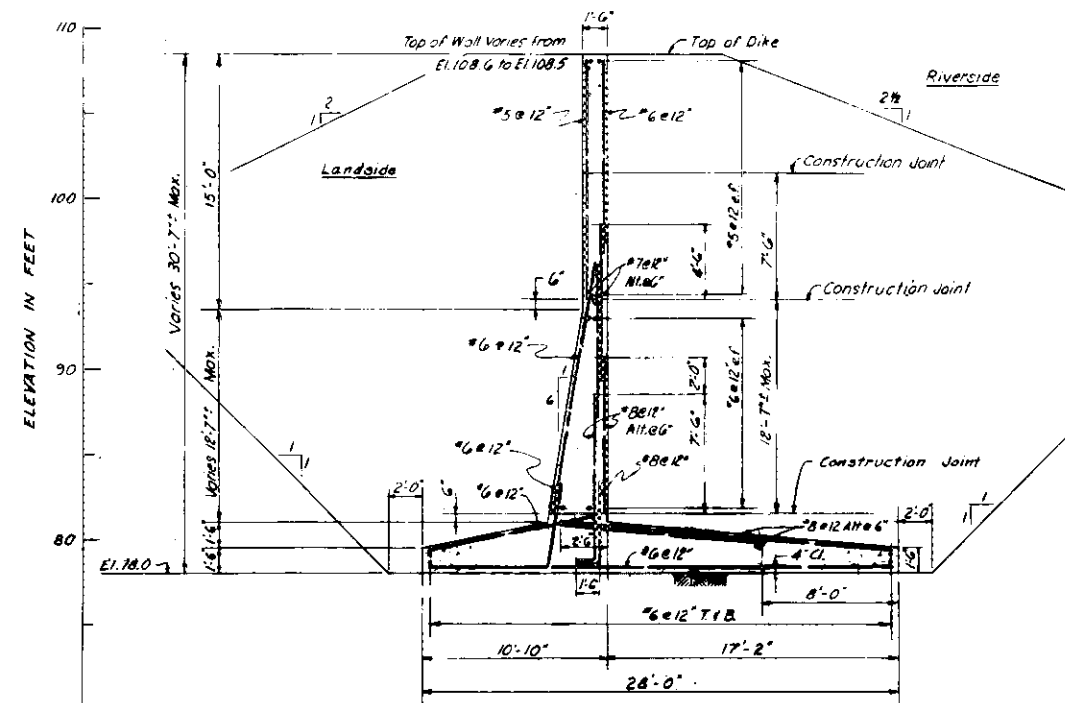 110
1'-6"
Top of Wall varies from
El.108.6 to El.108.5
Top of Dike
Riverside
2
1
2 1/2
1
#5@12"
#6@12"
Landside
Construction Joint
100
15'-0"
Varies 30'-7"± Max.
#5@12 e.f.
7'-6"
6'-6"
#7@12"
Alt.@6"
6"
Construction Joint
ELEVATION IN FEET
#6@12"
90
1
6
2'-0"
#6@12" e.f.
12'-7"± Max.
Varies 12'-7"± Max.
#8@12"
Alt.@6"
7'-6"
1
1
#6@12"
#8@12"
Construction Joint
2'-0"
6"
#6@12"
#8@12 Alt@6"
2'-0"
1
1
80
1'-6"
1'-6"
2'-6"
#6@12"
4" Cl.
1'-6"
El.78.0
1'-6"
8'-0"
#6@12" T.&B.
10'-10"
17'-2"
28'-0"